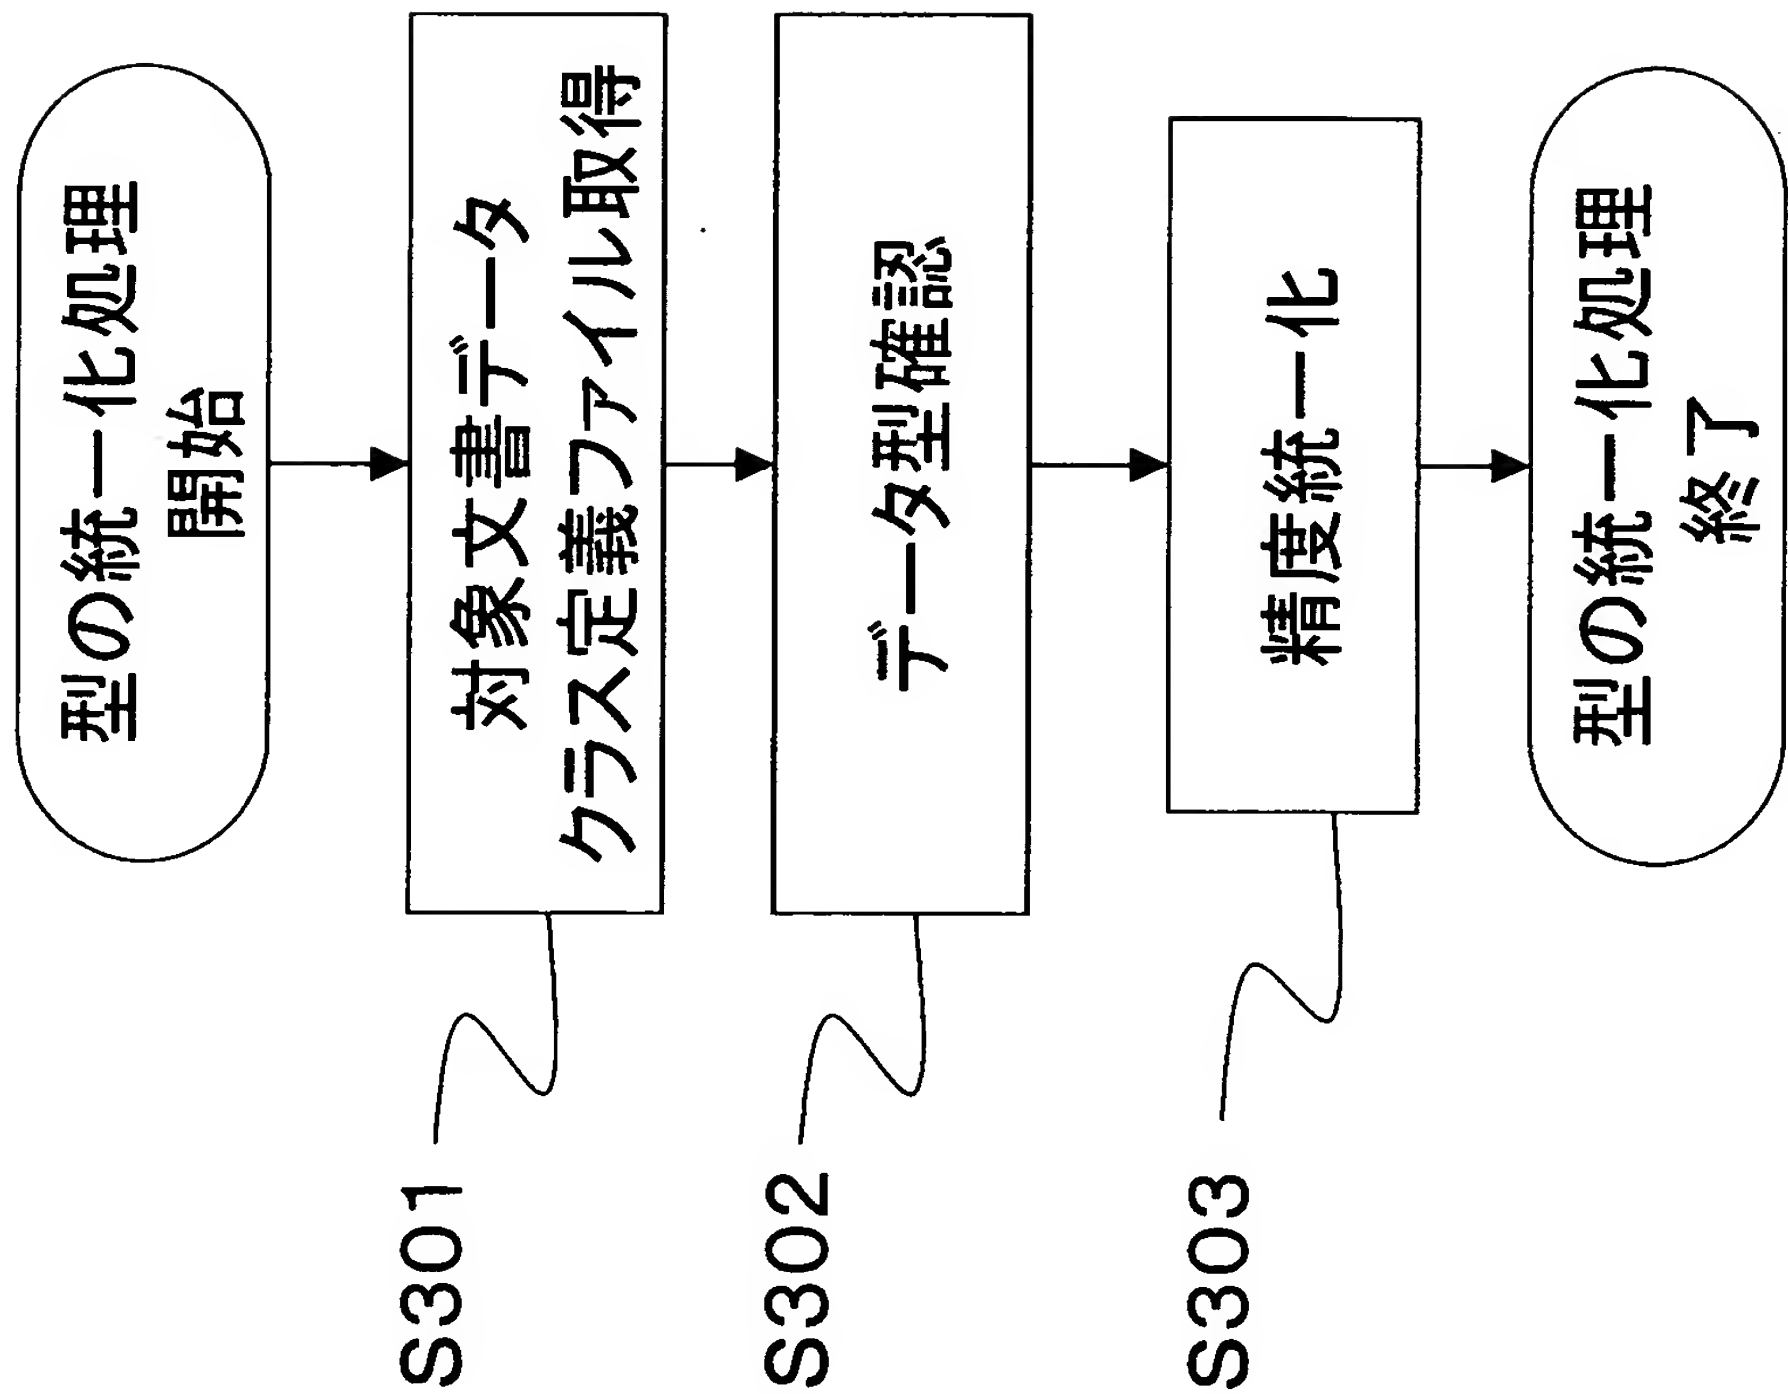 型の統一化処理
開始
S301
対象文書データ
クラス定義ファイル取得
S302
データ型確認
S303
精度統一化
型の統一化処理
終了